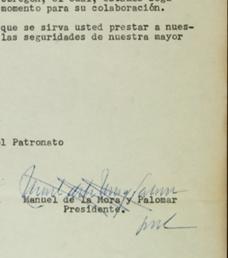 momento para su colaboración.
que se sirva usted prestar a nues-
las seguridades de nuestra mayor
l Patronato
Manuel de la Mora y Palomar
Presidente.